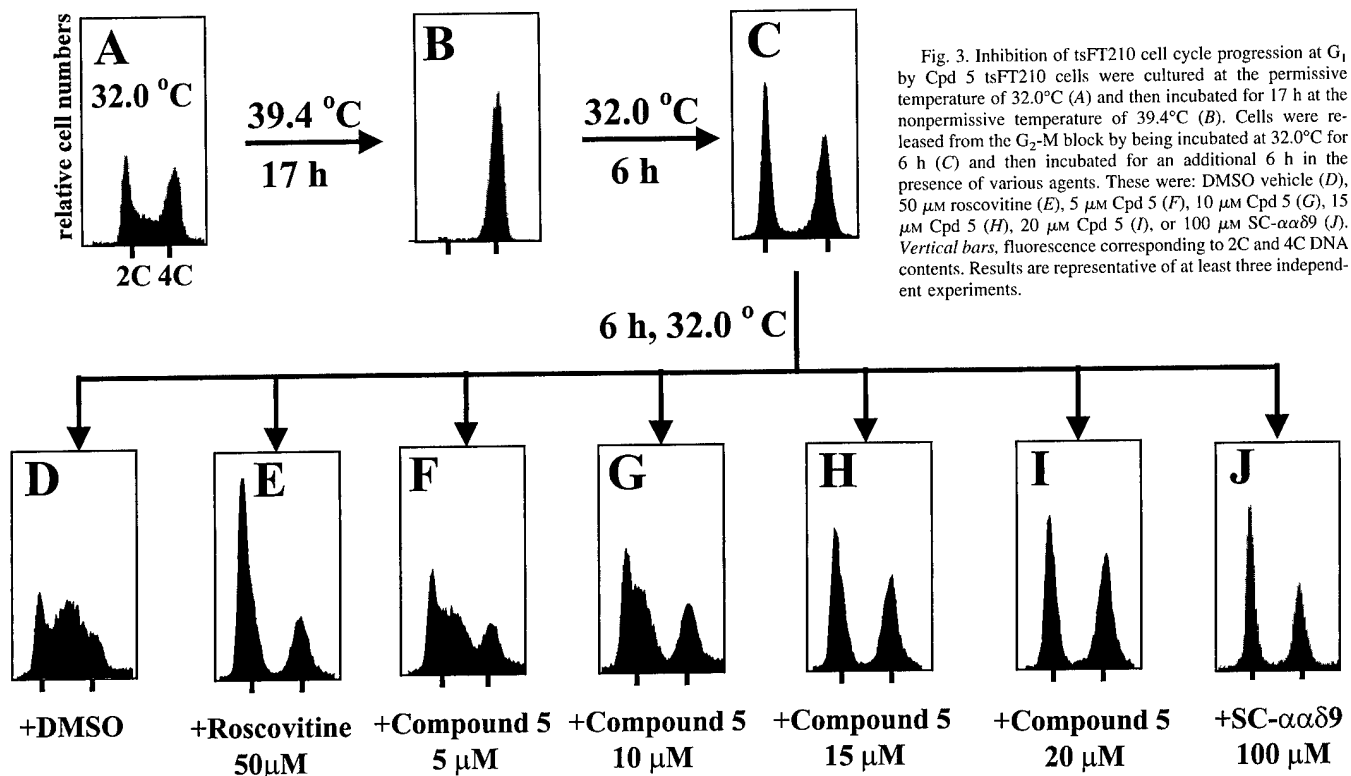 relative cell numbers
A
32.0 °C
2C 4C
39.4 °C
17 h
B
32.0 °C
6 h
C
Fig. 3. Inhibition of tsFT210 cell cycle progression at G1
by Cpd 5 tsFT210 cells were cultured at the permissive
temperature of 32.0°C (A) and then incubated for 17 h at the
nonpermissive temperature of 39.4°C (B). Cells were re-
leased from the G2-M block by being incubated at 32.0°C for
6 h (C) and then incubated for an additional 6 h in the
presence of various agents. These were: DMSO vehicle (D),
50 μM roscovitine (E), 5 μM Cpd 5 (F), 10 μM Cpd 5 (G), 15
μM Cpd 5 (H), 20 μM Cpd 5 (I), or 100 μM SC-ααδ9 (J).
Vertical bars, fluorescence corresponding to 2C and 4C DNA
contents. Results are representative of at least three independ-
ent experiments.
6 h, 32.0 ° C
D
+DMSO
E
+Roscovitine
50μM
F
+Compound 5
5 μM
G
+Compound 5
10 μM
H
+Compound 5
15 μM
I
+Compound 5
20 μM
J
+SC-ααδ9
100 μM